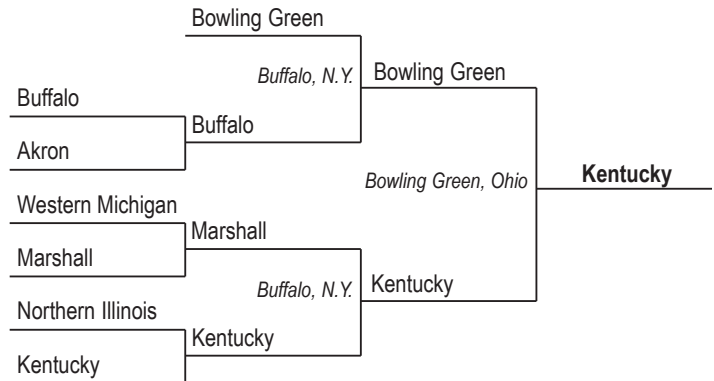 Bowling Green
Buffalo, N.Y.
Bowling Green
Buffalo
Buffalo
Akron
Bowling Green, Ohio
Kentucky
Western Michigan
Marshall
Marshall
Buffalo, N.Y.
Kentucky
Northern Illinois
Kentucky
Kentucky